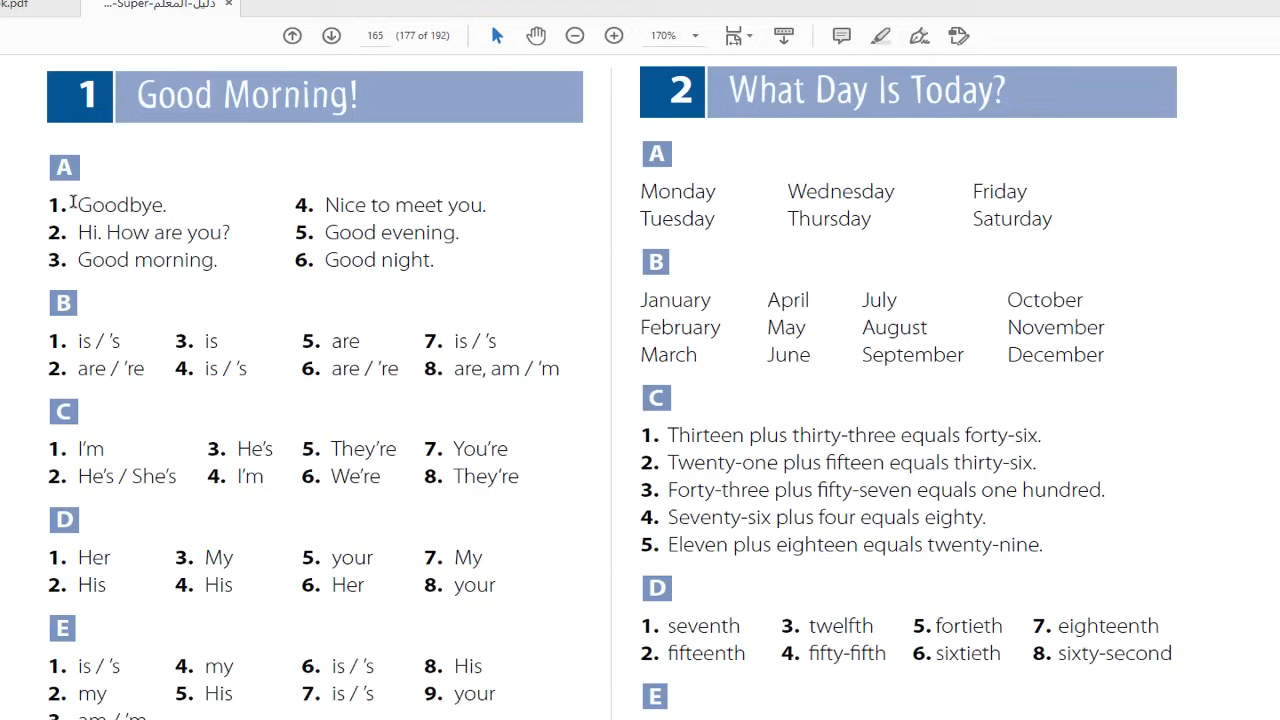 k.pdf
...-Super-دليل-المعلم ×
165 (177 of 192) 170%
1 Good Morning!
A
1. Goodbye. 4. Nice to meet you.
2. Hi. How are you? 5. Good evening.
3. Good morning. 6. Good night.
B
1. is / 's 3. is 5. are 7. is / 's
2. are / 're 4. is / 's 6. are / 're 8. are, am / 'm
C
1. I'm 3. He's 5. They're 7. You're
2. He's / She's 4. I'm 6. We're 8. They're
D
1. Her 3. My 5. your 7. My
2. His 4. His 6. Her 8. your
E
1. is / 's 4. my 6. is / 's 8. His
2. my 5. His 7. is / 's 9. your
3. am / 'm
2 What Day Is Today?
A
Monday Wednesday Friday
Tuesday Thursday Saturday
B
January April July October
February May August November
March June September December
C
1. Thirteen plus thirty-three equals forty-six.
2. Twenty-one plus fifteen equals thirty-six.
3. Forty-three plus fifty-seven equals one hundred.
4. Seventy-six plus four equals eighty.
5. Eleven plus eighteen equals twenty-nine.
D
1. seventh 3. twelfth 5. fortieth 7. eighteenth
2. fifteenth 4. fifty-fifth 6. sixtieth 8. sixty-second
E